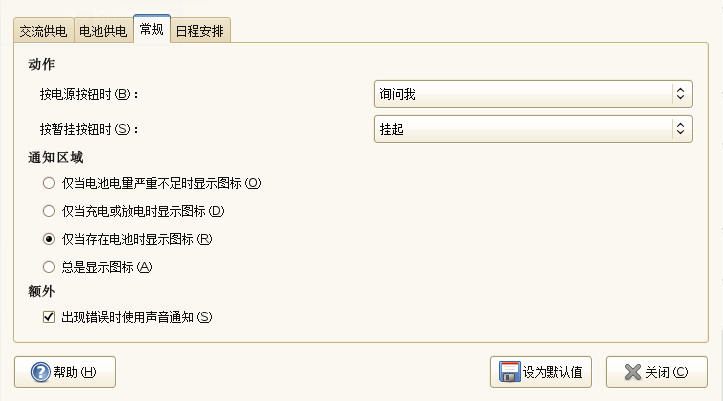 交流供电 电池供电 常规 日程安排
动作
按电源按钮时(B): 询问我
按暂挂按钮时(S): 挂起
通知区域
仅当电池电量严重不足时显示图标(O)
仅当充电或放电时显示图标(D)
仅当存在电池时显示图标(R)
总是显示图标(A)
额外
出现错误时使用声音通知(S)
帮助(H) 设为默认值 关闭(C)